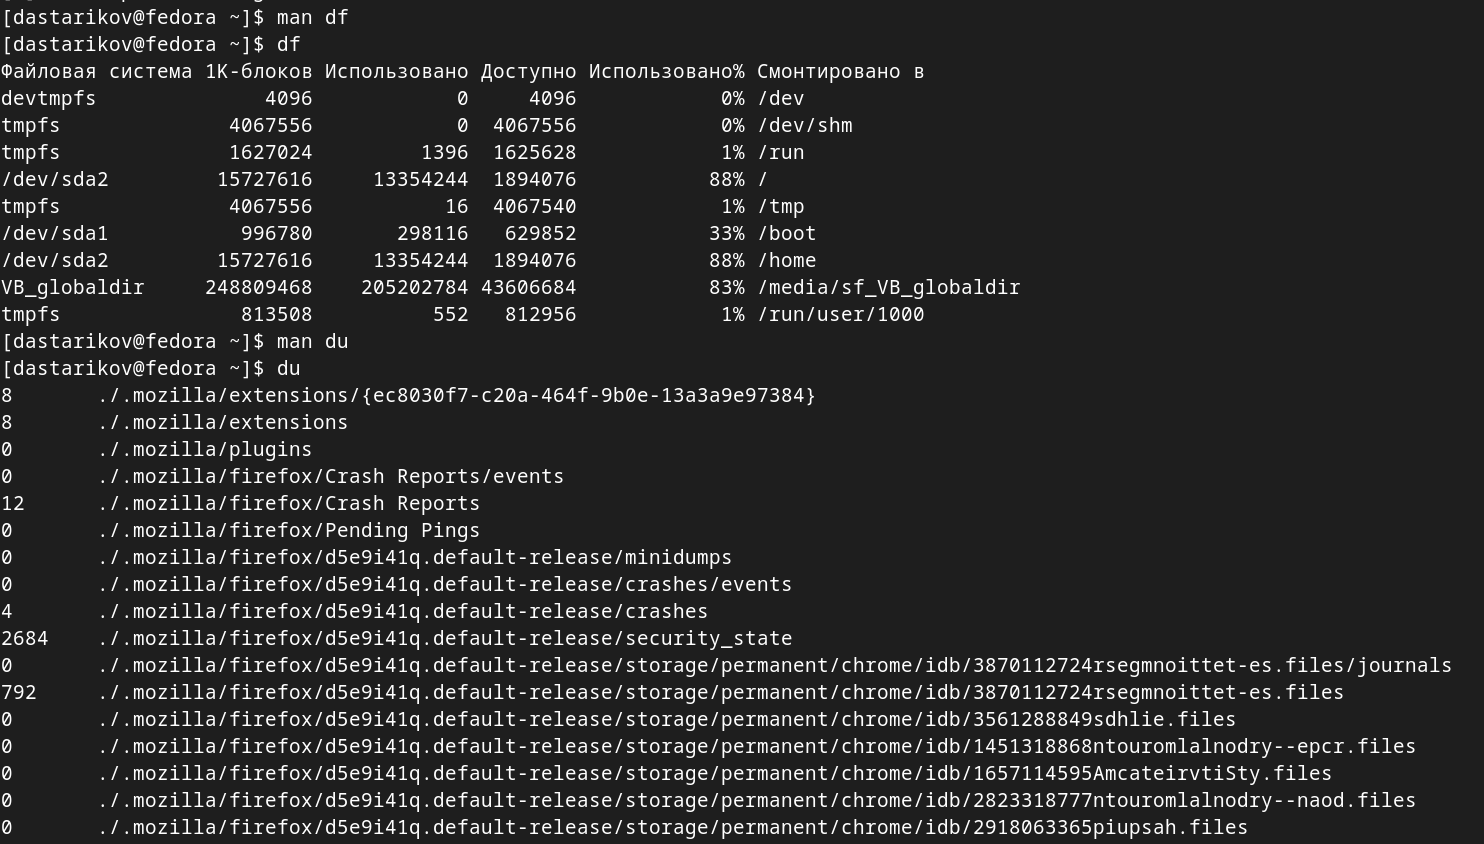 [dastarikov@fedora ~]$ man df
[dastarikov@fedora ~]$ df
Файловая система 1K-блоков Использовано Доступно Использовано% Смонтировано в
devtmpfs 4096 0 4096 0% /dev
tmpfs 4067556 0 4067556 0% /dev/shm
tmpfs 1627024 1396 1625628 1% /run
/dev/sda2 15727616 13354244 1894076 88% /
tmpfs 4067556 16 4067540 1% /tmp
/dev/sda1 996780 298116 629852 33% /boot
/dev/sda2 15727616 13354244 1894076 88% /home
VB_globaldir 248809468 205202784 43606684 83% /media/sf_VB_globaldir
tmpfs 813508 552 812956 1% /run/user/1000
[dastarikov@fedora ~]$ man du
[dastarikov@fedora ~]$ du
8 ./.mozilla/extensions/{ec8030f7-c20a-464f-9b0e-13a3a9e97384}
8 ./.mozilla/extensions
0 ./.mozilla/plugins
0 ./.mozilla/firefox/Crash Reports/events
12 ./.mozilla/firefox/Crash Reports
0 ./.mozilla/firefox/Pending Pings
0 ./.mozilla/firefox/d5e9i41q.default-release/minidumps
0 ./.mozilla/firefox/d5e9i41q.default-release/crashes/events
4 ./.mozilla/firefox/d5e9i41q.default-release/crashes
2684 ./.mozilla/firefox/d5e9i41q.default-release/security_state
0 ./.mozilla/firefox/d5e9i41q.default-release/storage/permanent/chrome/idb/3870112724rsegmnoittet-es.files/journals
792 ./.mozilla/firefox/d5e9i41q.default-release/storage/permanent/chrome/idb/3870112724rsegmnoittet-es.files
0 ./.mozilla/firefox/d5e9i41q.default-release/storage/permanent/chrome/idb/3561288849sdhlie.files
0 ./.mozilla/firefox/d5e9i41q.default-release/storage/permanent/chrome/idb/1451318868ntouromlalnodry--epcr.files
0 ./.mozilla/firefox/d5e9i41q.default-release/storage/permanent/chrome/idb/1657114595AmcateirvtiSty.files
0 ./.mozilla/firefox/d5e9i41q.default-release/storage/permanent/chrome/idb/2823318777ntouromlalnodry--naod.files
0 ./.mozilla/firefox/d5e9i41q.default-release/storage/permanent/chrome/idb/2918063365piupsah.files